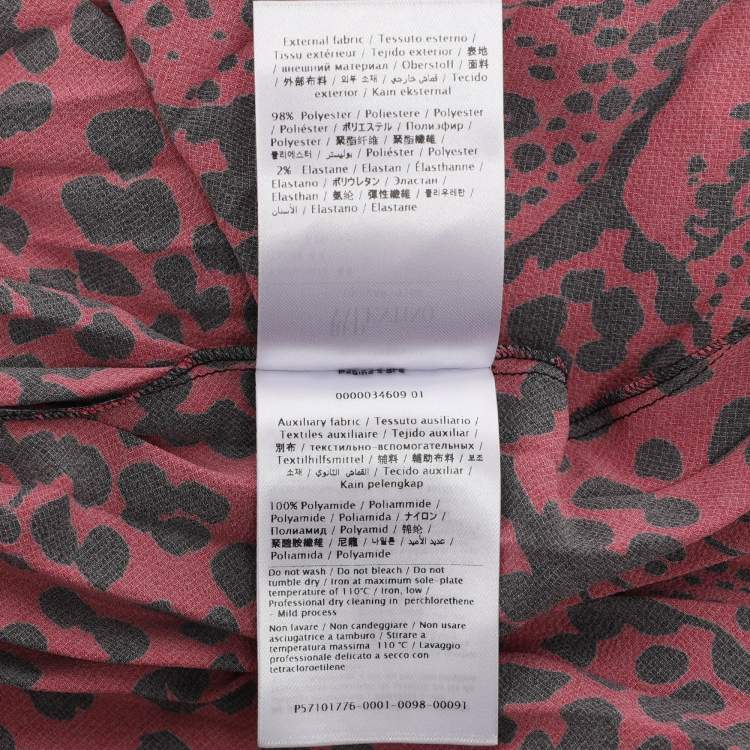 External fabric / Tessuto esterno /
Tissu extérieur / Tejido exterior / 表地
/ внешний материал / Oberstoff / 面料
/ 外部布料 / 외부 소재 / قماش خارجي / Tecido
exterior / Kain eksternal
98% Polyester / Poliestere / Polyester
/ Poliéster / ポリエステル / Полиэфир /
Polyester / 聚酯纤维 / 聚酯纖維 /
폴리에스터 / بوليستر / Poliéster / Polyester
2% Elastane / Elastan / Élasthanne /
Elastano / ポリウレタン / Эластан /
Elasthan / 氨纶 / 彈性纖維 / 폴리우레탄 /
الأستان / Elastano / Elastane
0000034609 01
Auxiliary fabric / Tessuto ausiliario /
Textiles auxiliaire / Tejido auxiliar /
別布 / текстильно-вспомогательных /
Textilhilfsmittel / 辅料 / 輔助布料 / 보조
소재 / القماش الثانوي / Tecido auxiliar /
Kain pelengkap
100% Polyamide / Poliammide /
Polyamide / Poliamida / ナイロン /
Полиамид / Polyamid / 锦纶 /
聚醯胺纖維 / 尼龍 / 나일론 / عديد الأميد /
Poliamida / Polyamide
Do not wash / Do not bleach / Do not
tumble dry / Iron at maximum sole-plate
temperature of 110°C / Iron, low /
Professional dry cleaning in perchlorethene
- Mild process
Non lavare / Non candeggiare / Non usare
asciugatrice a tamburo / Stirare a
temperatura massima 110 °C / Lavaggio
professionale delicato a secco con
tetracloroetilene
P57101776-0001-0098-00091